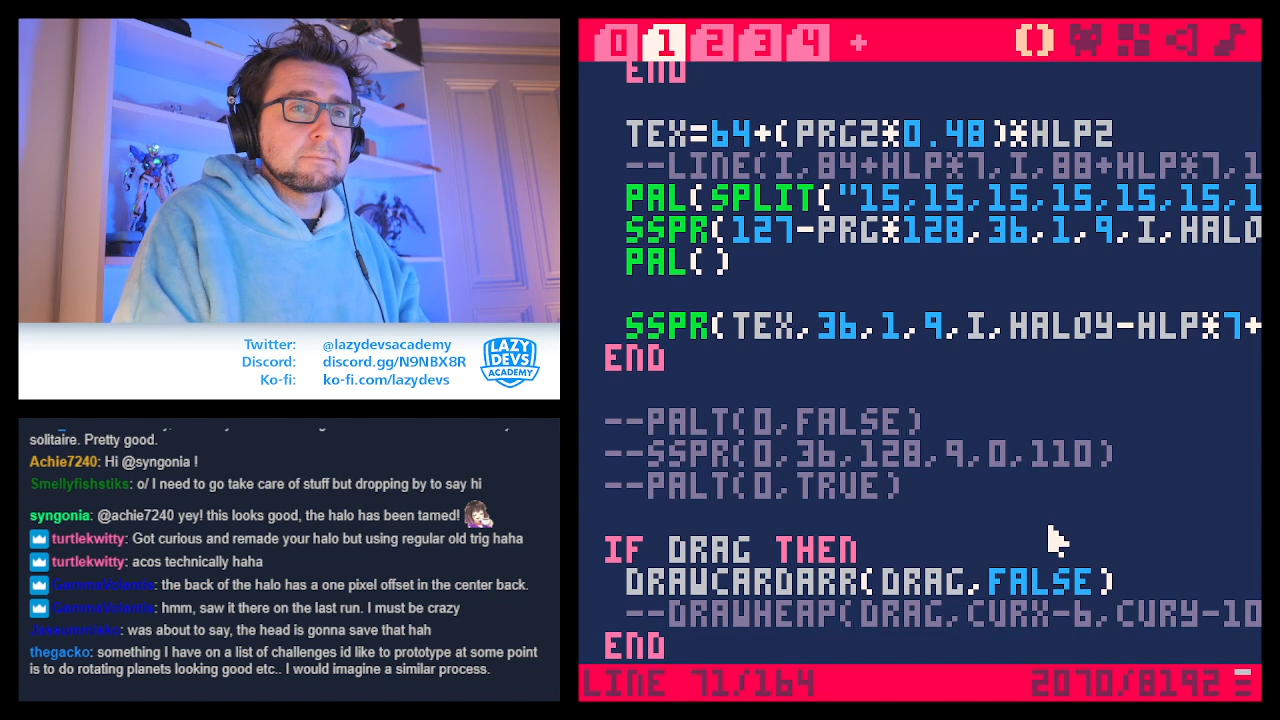 Twitter: @lazydevsacademy
Discord: discord.gg/N9NBX8R
Ko-fi: ko-fi.com/lazydevs
LAZY
DEVS
ACADEMY
solitaire. Pretty good.
Achie7240: Hi @syngonia !
Smellyfishstiks: o/ I need to go take care of stuff but dropping by to say hi
syngonia: @achie7240 yey! this looks good, the halo has been tamed!
turtlekwitty: Got curious and remade your halo but using regular old trig haha
turtlekwitty: acos technically haha
GammaVolantis: the back of the halo has a one pixel offset in the center back.
GammaVolantis: hmm, saw it there on the last run. I must be crazy
was about to say, the head is gonna save that hah
thegacko: something I have on a list of challenges id like to prototype at some point
is to do rotating planets looking good etc.. I would imagine a similar process.
0 1 2 3 4 + ()
END
TEX=64+(PRG2*0.48)*HLP2
--LINE(I,84+HLP*7,I,88+HLP*7,1
PAL(SPLIT("15,15,15,15,15,15,1
SSPR(127-PRG*128,36,1,9,I,HALO
PAL()
SSPR(TEX,36,1,9,I,HALOY-HLP*7+
END
--PALT(0,FALSE)
--SSPR(0,36,128,9,0,110)
--PALT(0,TRUE)
IF DRAG THEN
DRAWCARDARR(DRAG,FALSE)
--DRAWHEAP(DRAG,CURX-6,CURY-10
END
LINE 71/164 2070/8192